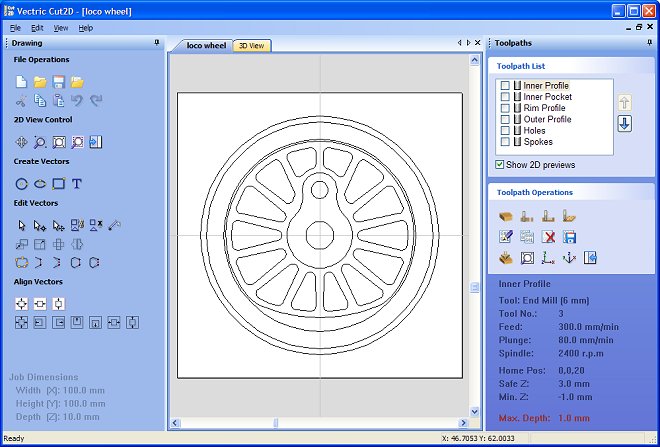 Vectric Cut2D - [loco wheel]
File Edit View Help
Drawing
File Operations
2D View Control
Create Vectors
T
Edit Vectors
Align Vectors
Job Dimensions
Width (X): 100.0 mm
Height (Y): 100.0 mm
Depth (Z): 10.0 mm
loco wheel 3D View
Toolpaths
Toolpath List
Inner Profile
Inner Pocket
Rim Profile
Outer Profile
Holes
Spokes
Show 2D previews
Toolpath Operations
Inner Profile
Tool: End Mill (6 mm)
Tool No.: 3
Feed: 300.0 mm/min
Plunge: 80.0 mm/min
Spindle: 2400 r.p.m
Home Pos: 0,0,20
Safe Z: 3.0 mm
Min. Z: -1.0 mm
Max. Depth: 1.0 mm
Ready
X: 46.7053 Y: 62.0033